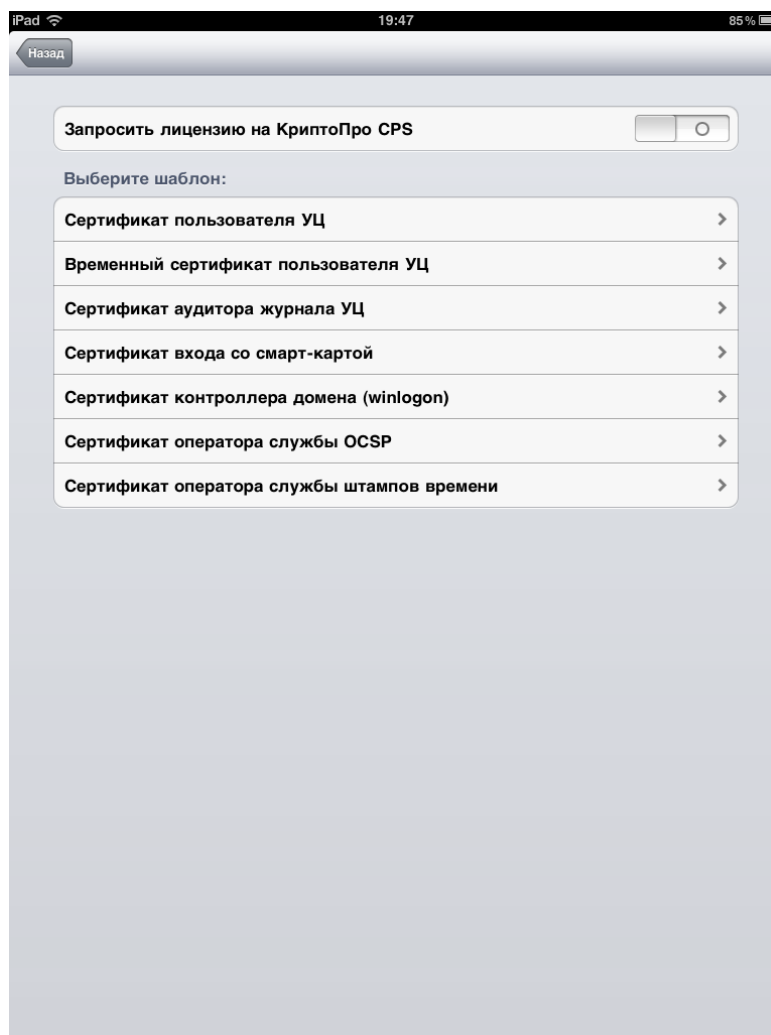 iPad 19:47 85%
Назад
Запросить лицензию на КриптоПро CPS
Выберите шаблон:
Сертификат пользователя УЦ
Временный сертификат пользователя УЦ
Сертификат аудитора журнала УЦ
Сертификат входа со смарт-картой
Сертификат контроллера домена (winlogon)
Сертификат оператора службы OCSP
Сертификат оператора службы штампов времени